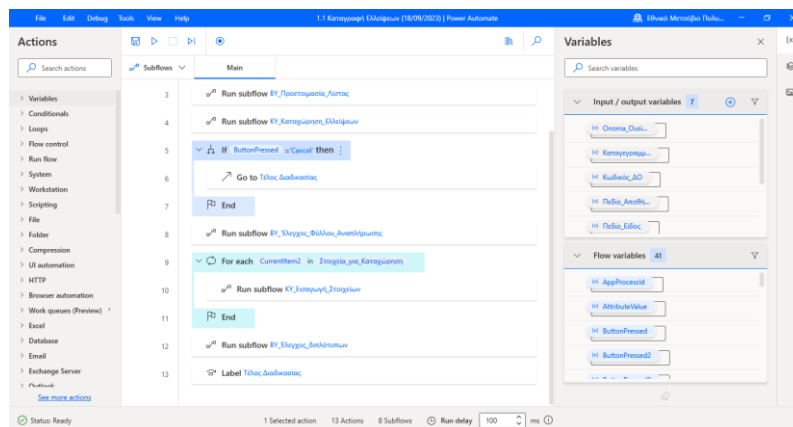 File Edit Debug Tools View Help
1.1 Καταγραφή Ελλείψεων (18/09/2023) | Power Automate
Εθνικό Μετσόβιο Πολυ...
Actions
Search actions
Variables
Conditionals
Loops
Flow control
Run flow
System
Workstation
Scripting
File
Folder
Compression
UI automation
HTTP
Browser automation
Work queues (Preview)
Excel
Database
Email
Exchange Server
Outlook
See more actions
Subflows
Main
3 Run subflow ΒΥ_Προετοιμασία_Λίστας
4 Run subflow ΚΥ_Καταχώρηση_Ελλείψεων
5 If ButtonPressed ='Cancel' then
6 Go to Τέλος_Διαδικασίας
7 End
8 Run subflow ΒΥ_Έλεγχος_Φύλλου_Αναπλήρωσης
9 For each CurrentItem2 in Στοιχεία_για_Καταχώρηση
10 Run subflow ΚΥ_Εισαγωγή_Στοιχείων
11 End
12 Run subflow ΒΥ_Έλεγχος_διπλότυπων
13 Label Τέλος_Διαδικασίας
Variables
Search variables
Input / output variables 7
(x) Onoma_Ousi...
(x) Καταγεγραμμ...
(x) Κωδικός_ΔΟ
(x) Πεδίο_Αποθή...
(x) Πεδίο_Είδος
Flow variables 41
(x) AppProcessId
(x) AttributeValue
(x) ButtonPressed
(x) ButtonPressed2
Status: Ready
1 Selected action 13 Actions 8 Subflows Run delay 100 ms